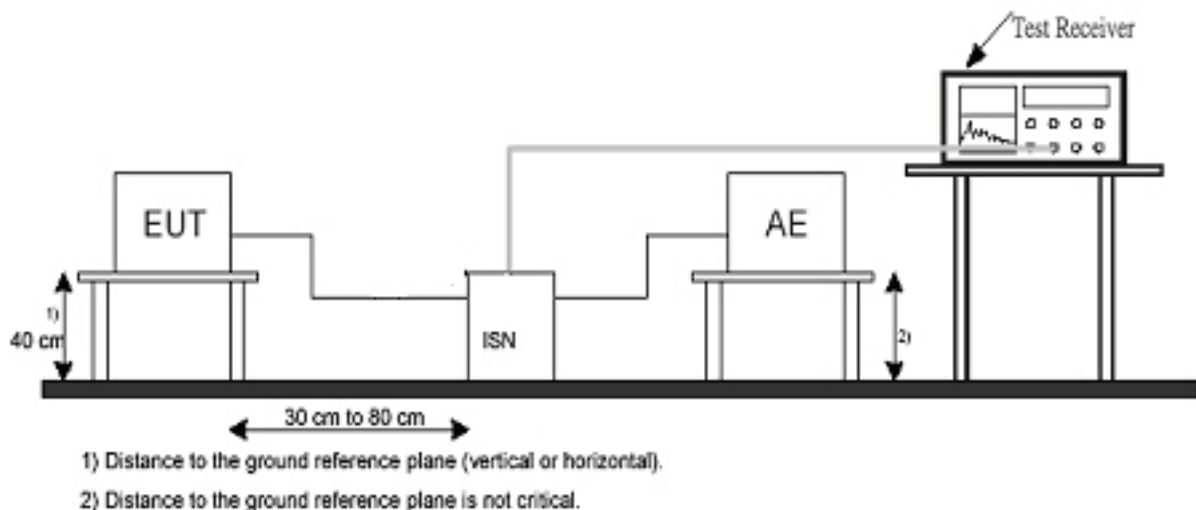 Test Receiver
EUT
AE
1)
40 cm
ISN
2)
30 cm to 80 cm
1) Distance to the ground reference plane (vertical or horizontal).
2) Distance to the ground reference plane is not critical.